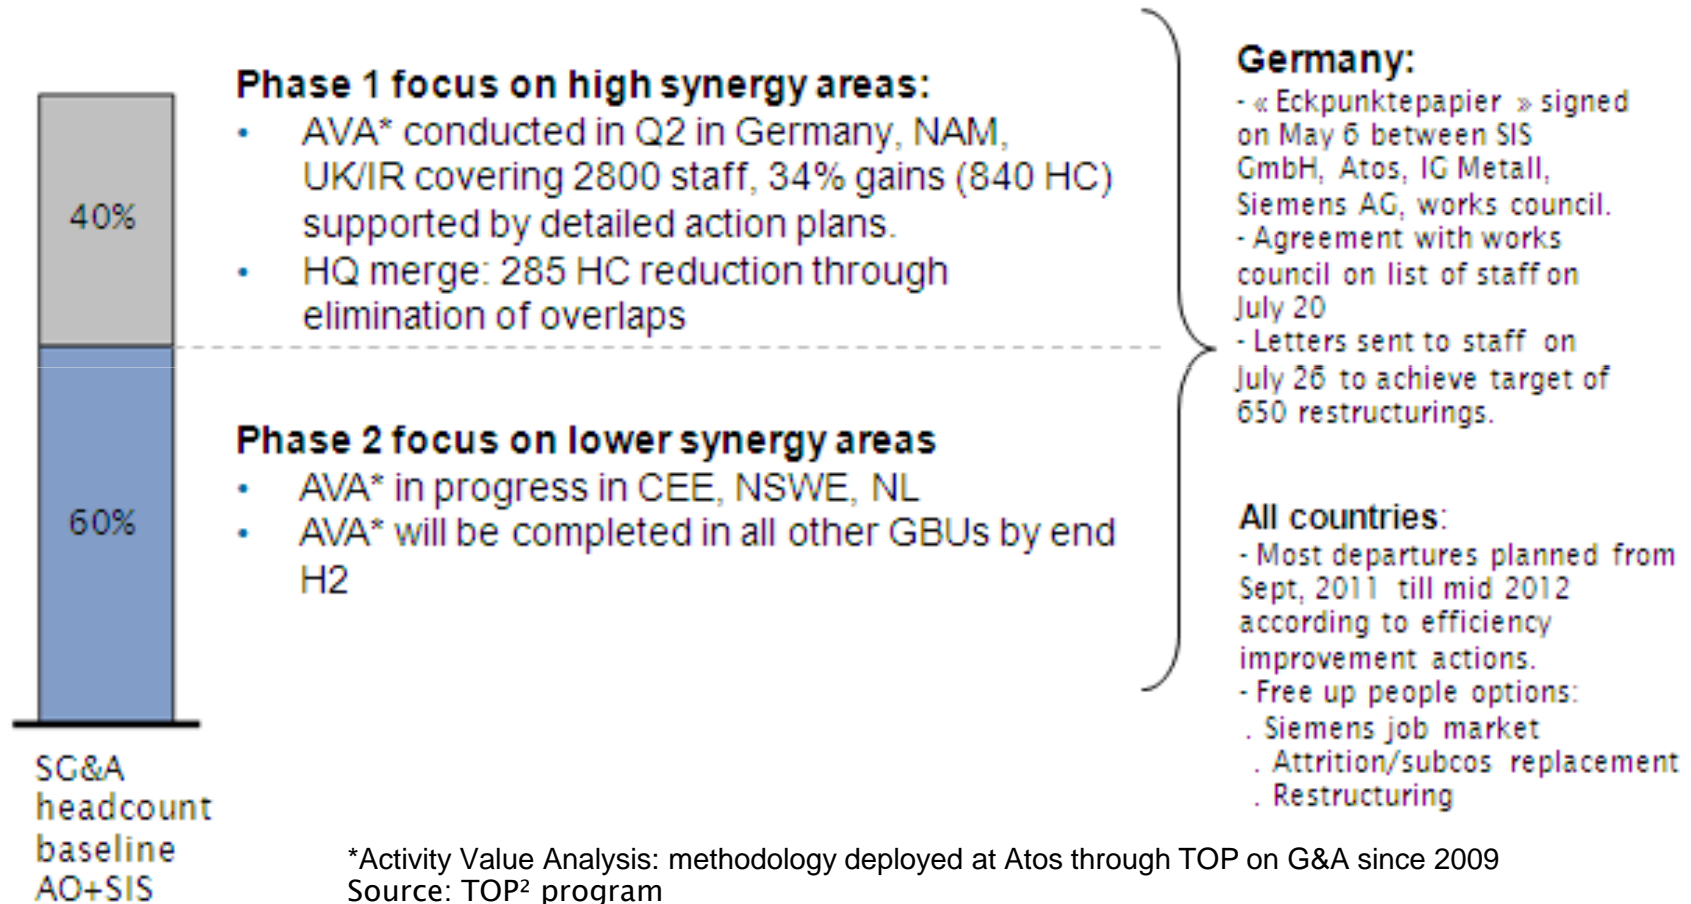 40%
60%
SG&A
headcount
baseline
AO+SIS
Phase 1 focus on high synergy areas:
• AVA* conducted in Q2 in Germany, NAM,
UK/IR covering 2800 staff, 34% gains (840 HC)
supported by detailed action plans.
• HQ merge: 285 HC reduction through
elimination of overlaps
Phase 2 focus on lower synergy areas
• AVA* in progress in CEE, NSWE, NL
• AVA* will be completed in all other GBUs by end
H2
Germany:
- « Eckpunktepapier » signed
on May 6 between SIS
GmbH, Atos, IG Metall,
Siemens AG, works council.
- Agreement with works
council on list of staff on
July 20
- Letters sent to staff on
July 26 to achieve target of
650 restructurings.
All countries:
- Most departures planned from
Sept, 2011 till mid 2012
according to efficiency
improvement actions.
- Free up people options:
. Siemens job market
. Attrition/subcos replacement
. Restructuring
*Activity Value Analysis: methodology deployed at Atos through TOP on G&A since 2009
Source: TOP² program